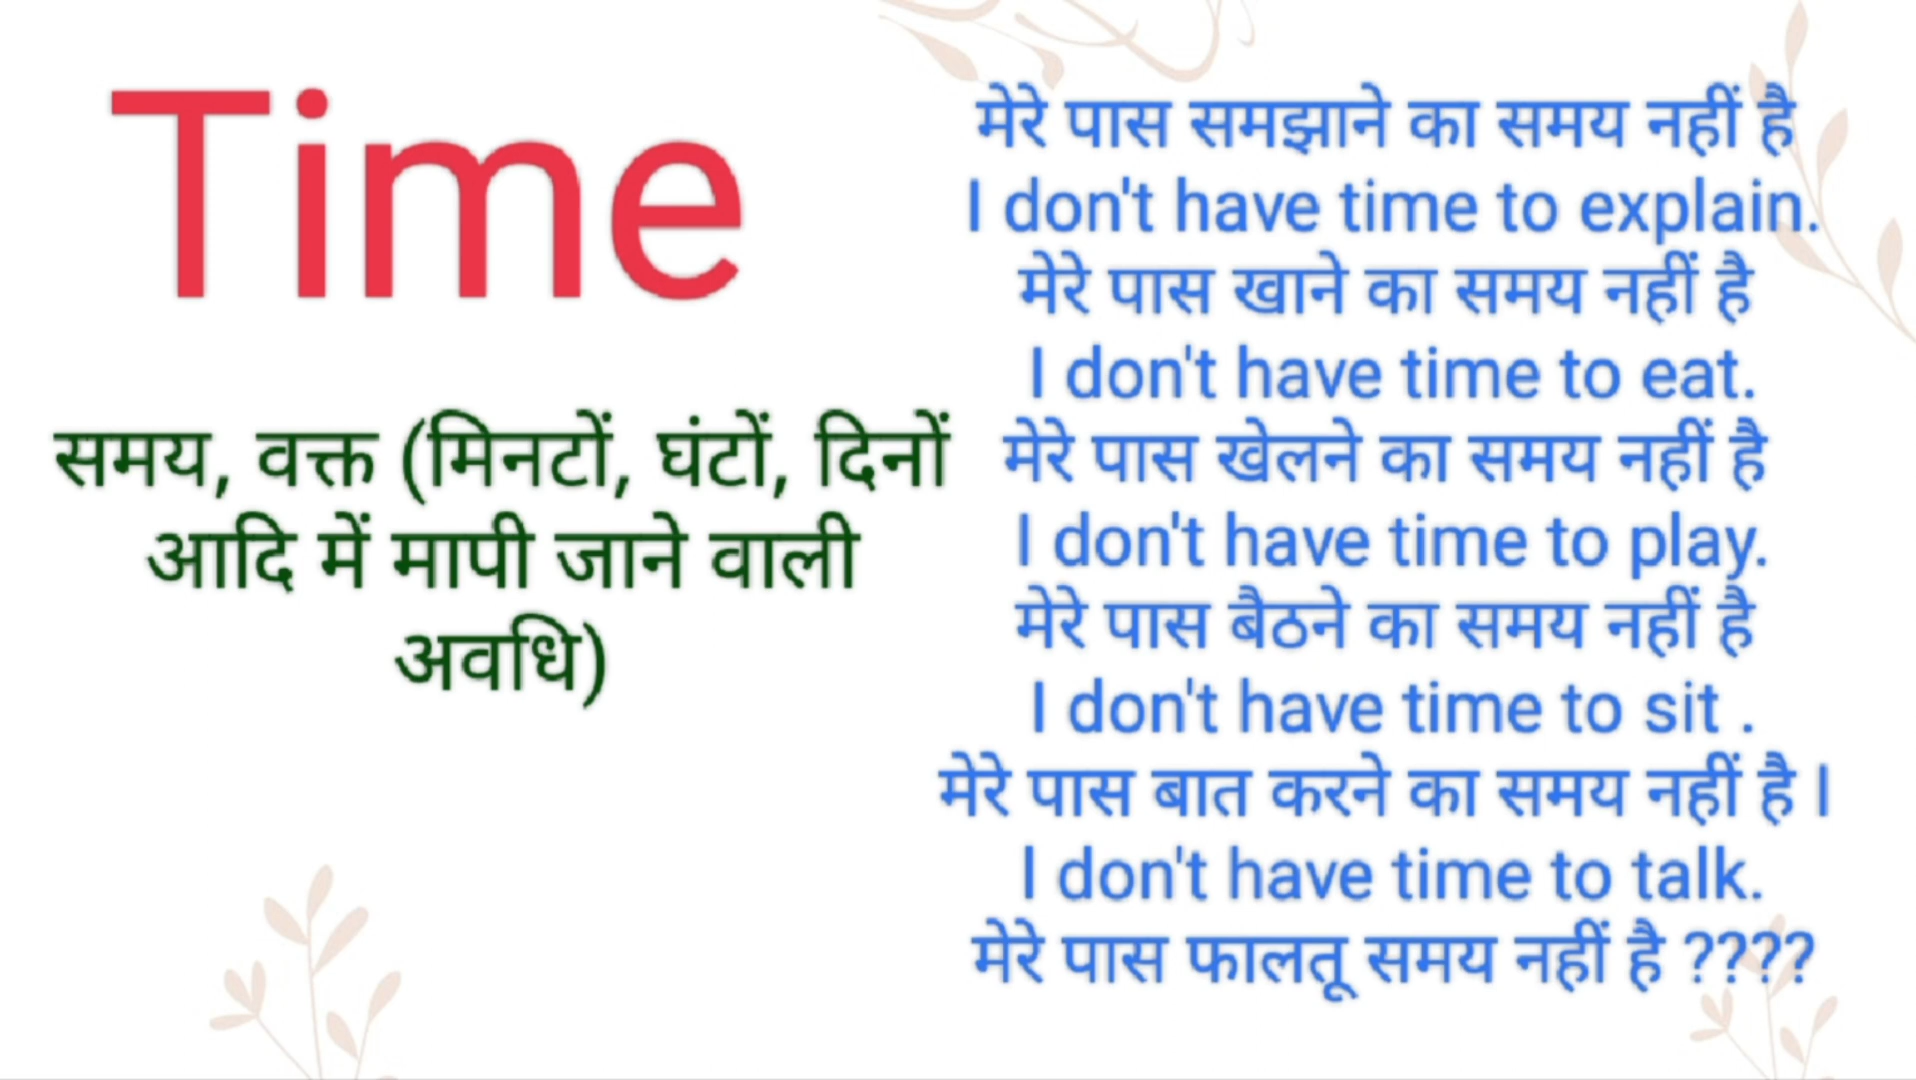 Time
समय, वक्त (मिनटों, घंटों, दिनों
आदि में मापी जाने वाली
अवधि)
मेरे पास समझाने का समय नहीं है
I don't have time to explain.
मेरे पास खाने का समय नहीं है
I don't have time to eat.
मेरे पास खेलने का समय नहीं है
I don't have time to play.
मेरे पास बैठने का समय नहीं है
I don't have time to sit .
मेरे पास बात करने का समय नहीं है l
I don't have time to talk.
मेरे पास फालतू समय नहीं है ????